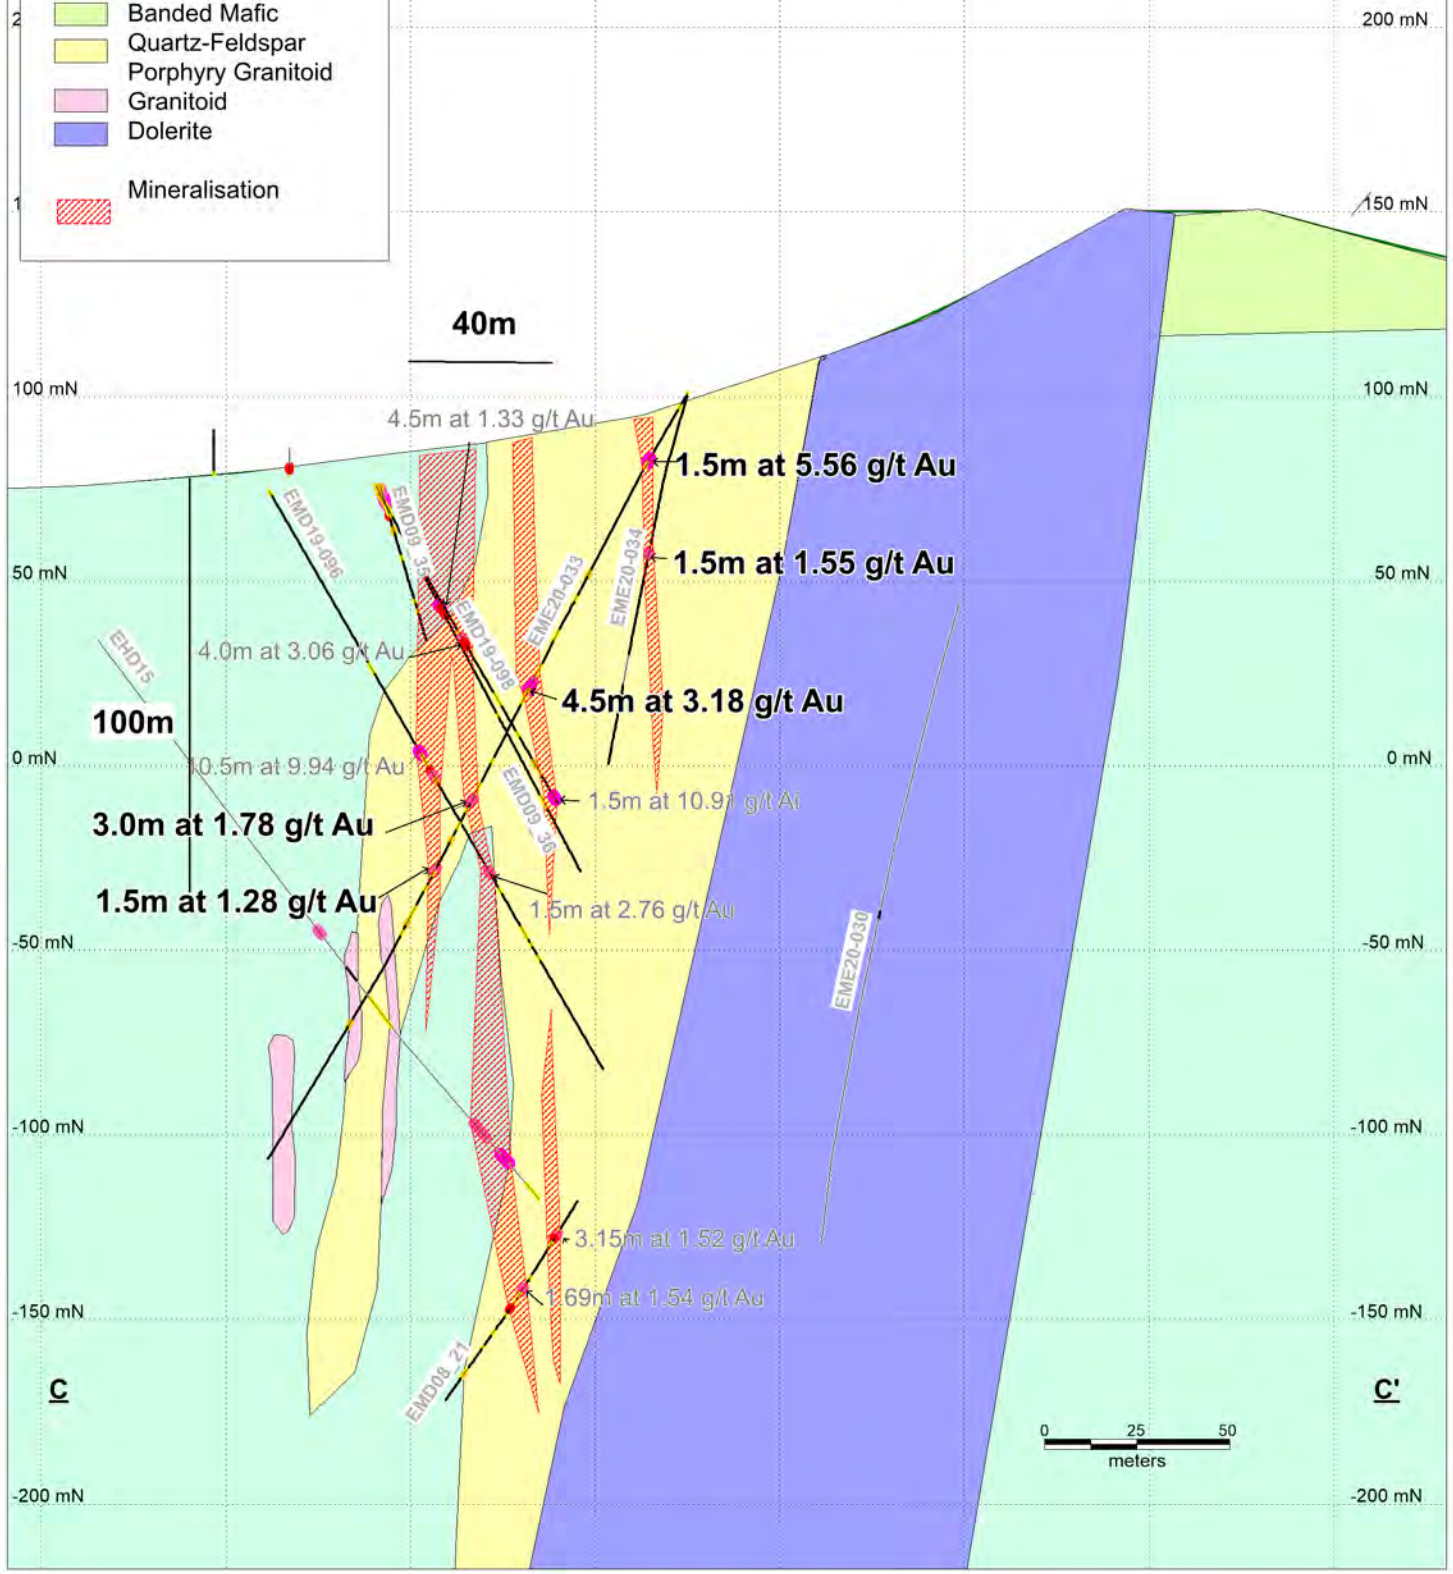 Banded Mafic
200 mN
Quartz-Feldspar
Porphyry Granitoid
Granitoid
Dolerite
Mineralisation
150 mN
40m
100 mN
100 mN
4.5m at 1.33 g/t Au
1.5m at 5.56 g/t Au
EMD19-096
EMD09_35
EME20-033
EME20-034
1.5m at 1.55 g/t Au
50 mN
50 mN
EMD19-098
EHD15
4.0m at 3.06 g/t Au
4.5m at 3.18 g/t Au
100m
0 mN
10.5m at 9.94 g/t Au
0 mN
EMD09_36
1.5m at 10.91 g/t Ai
3.0m at 1.78 g/t Au
1.5m at 1.28 g/t Au
1.5m at 2.76 g/t Au
EME20-030
-50 mN
-50 mN
-100 mN
-100 mN
3.15m at 1.52 g/t Au
1.69m at 1.54 g/t Au
-150 mN
-150 mN
EMD08_21
C
C'
0 25 50
meters
-200 mN
-200 mN